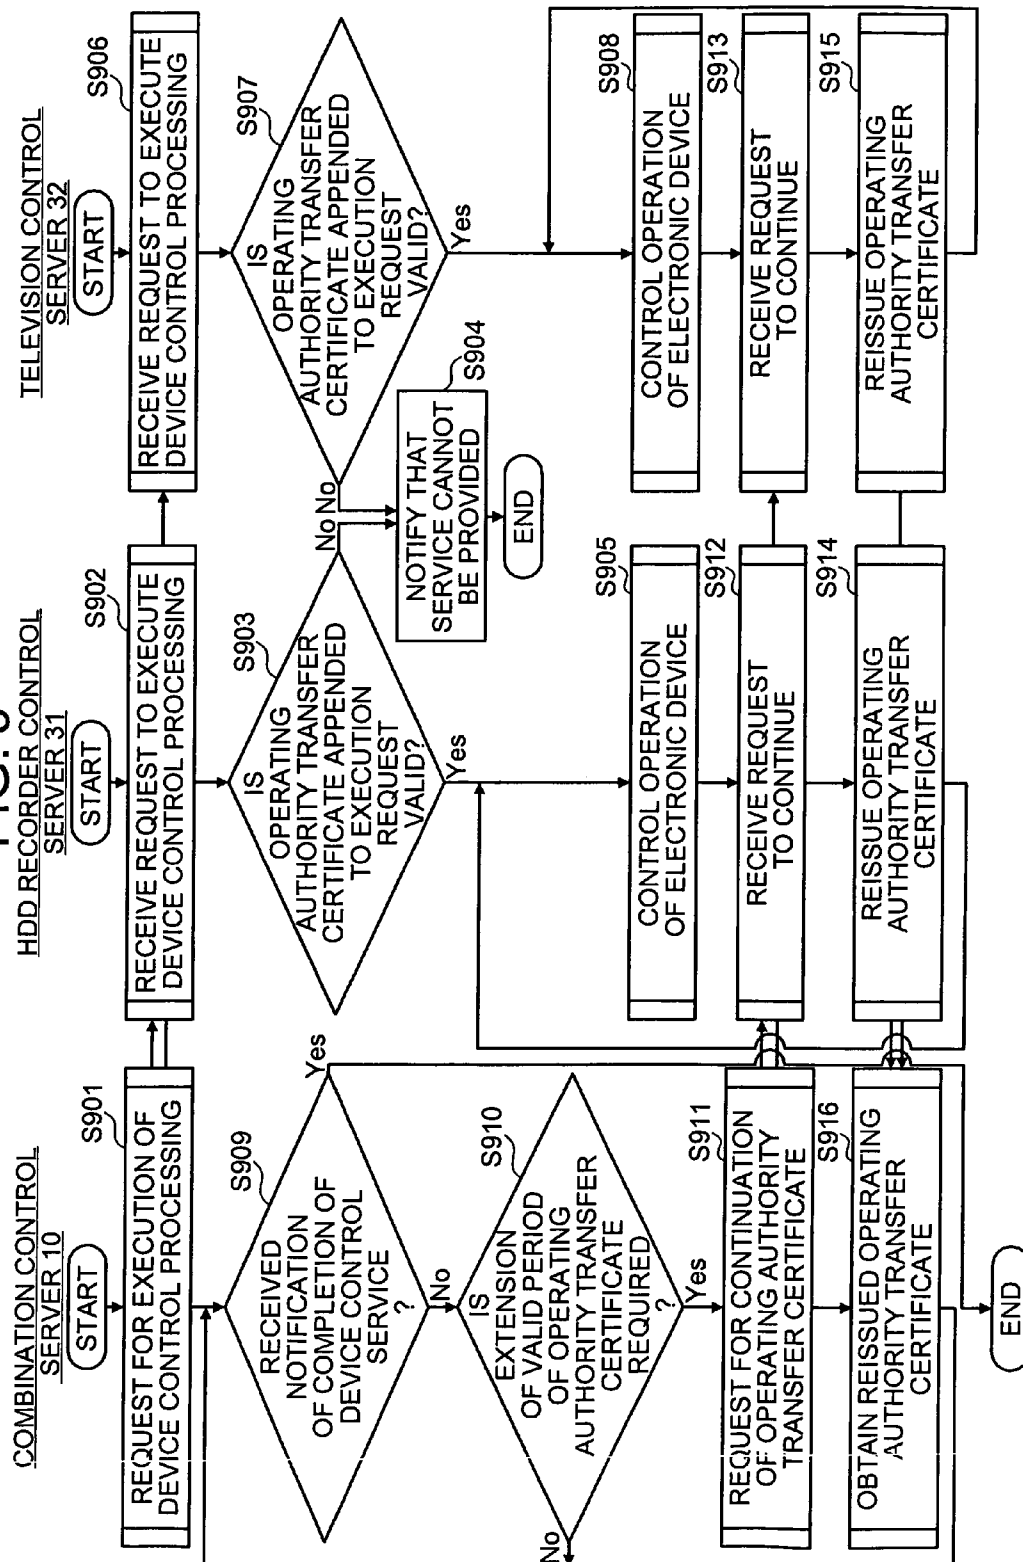 COMBINATION CONTROL
SERVER 10
START
S901
REQUEST FOR EXECUTION OF
DEVICE CONTROL PROCESSING
S909
RECEIVED
NOTIFICATION
OF COMPLETION OF
DEVICE CONTROL
SERVICE
?
Yes
No
S910
IS
EXTENSION
OF VALID PERIOD
OF OPERATING
AUTHORITY TRANSFER
CERTIFICATE
REQUIRED
?
No
Yes
S911
REQUEST FOR CONTINUATION
OF OPERATING AUTHORITY
TRANSFER CERTIFICATE
S916
OBTAIN REISSUED OPERATING
AUTHORITY TRANSFER
CERTIFICATE
END
HDD RECORDER CONTROL
SERVER 31
START
S902
RECEIVE REQUEST TO EXECUTE
DEVICE CONTROL PROCESSING
S903
IS
OPERATING
AUTHORITY TRANSFER
CERTIFICATE APPENDED
TO EXECUTION
REQUEST
VALID?
No
Yes
S904
NOTIFY THAT
SERVICE CANNOT
BE PROVIDED
END
S905
CONTROL OPERATION
OF ELECTRONIC DEVICE
S912
RECEIVE REQUEST
TO CONTINUE
S914
REISSUE OPERATING
AUTHORITY TRANSFER
CERTIFICATE
TELEVISION CONTROL
SERVER 32
START
S906
RECEIVE REQUEST TO EXECUTE
DEVICE CONTROL PROCESSING
S907
IS
OPERATING
AUTHORITY TRANSFER
CERTIFICATE APPENDED
TO EXECUTION
REQUEST
VALID?
No
Yes
S908
CONTROL OPERATION
OF ELECTRONIC DEVICE
S913
RECEIVE REQUEST
TO CONTINUE
S915
REISSUE OPERATING
AUTHORITY TRANSFER
CERTIFICATE